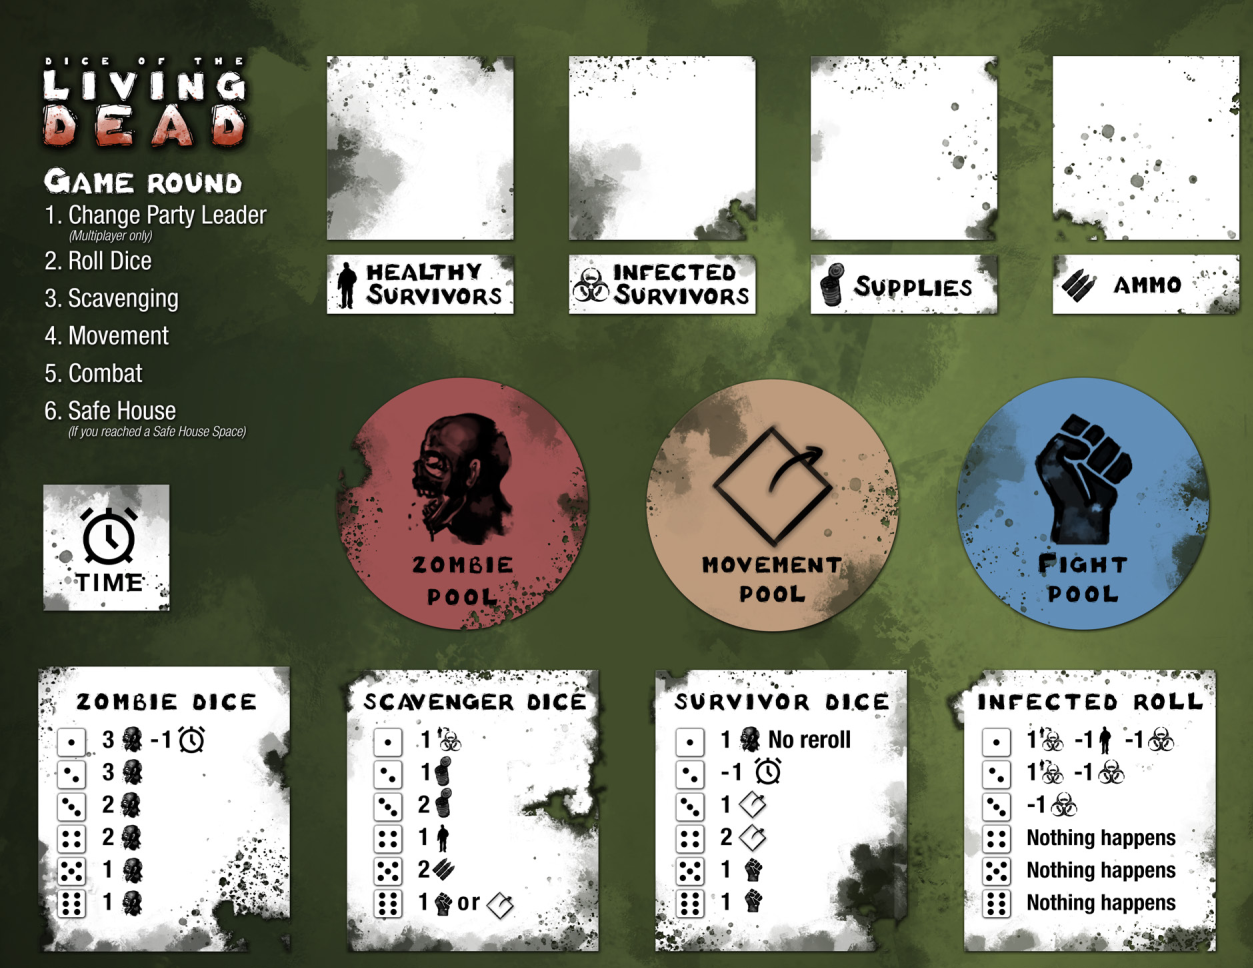 DICE OF THE
LIVING
DEAD
GAME ROUND
1. Change Party Leader
(Multiplayer only)
2. Roll Dice
3. Scavenging
4. Movement
5. Combat
6. Safe House
(If you reached a Safe House Space)
TIME
HEALTHY
SURVIVORS
INFECTED
SURVIVORS
SUPPLIES
AMMO
ZOMBIE
POOL
MOVEMENT
POOL
FIGHT
POOL
ZOMBIE DICE
3 -1
3
2
2
1
1
SCAVENGER DICE
1
1
2
1
2
1 or
SURVIVOR DICE
1 No reroll
-1
1
2
1
1
INFECTED ROLL
1 -1 -1
1 -1
-1
Nothing happens
Nothing happens
Nothing happens